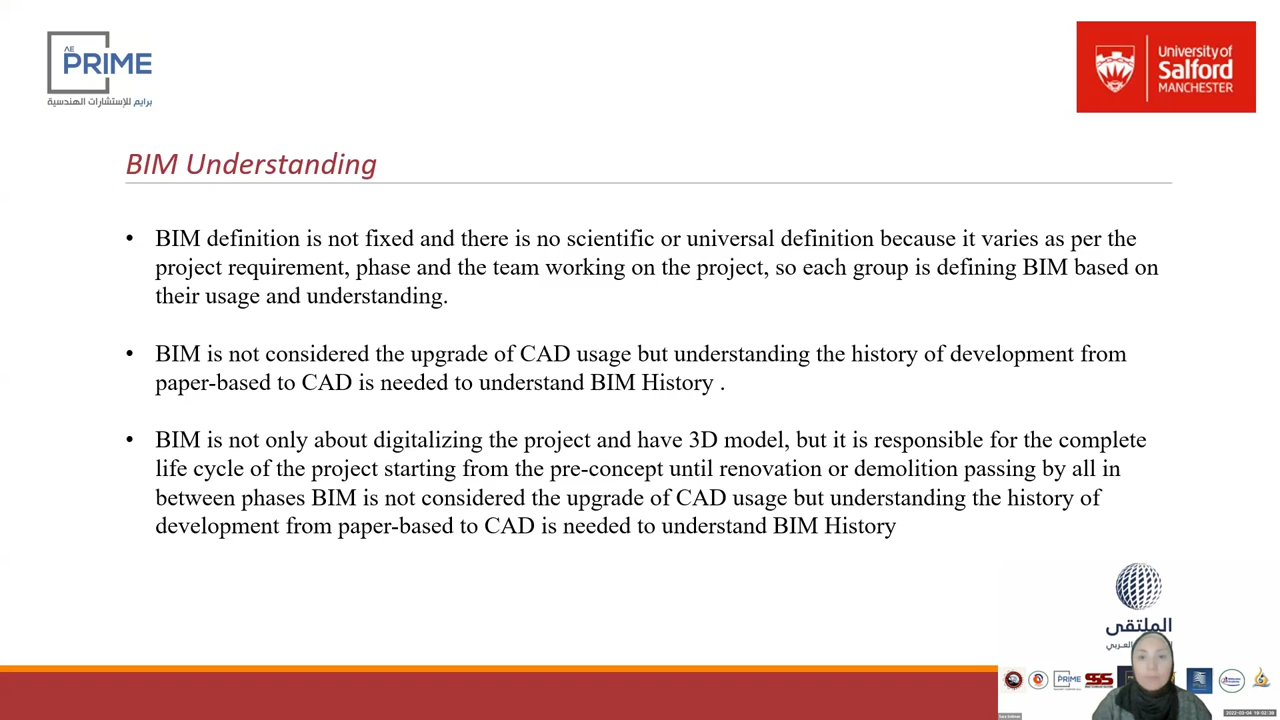 AE
PRIME
برايم للإستشارات الهندسية
University of
Salford
MANCHESTER
BIM Understanding
• BIM definition is not fixed and there is no scientific or universal definition because it varies as per the
project requirement, phase and the team working on the project, so each group is defining BIM based on
their usage and understanding.
• BIM is not considered the upgrade of CAD usage but understanding the history of development from
paper-based to CAD is needed to understand BIM History .
• BIM is not only about digitalizing the project and have 3D model, but it is responsible for the complete
life cycle of the project starting from the pre-concept until renovation or demolition passing by all in
between phases BIM is not considered the upgrade of CAD usage but understanding the history of
development from paper-based to CAD is needed to understand BIM History
الملتقى
العربي
PRIME
SGS
2022-03-04